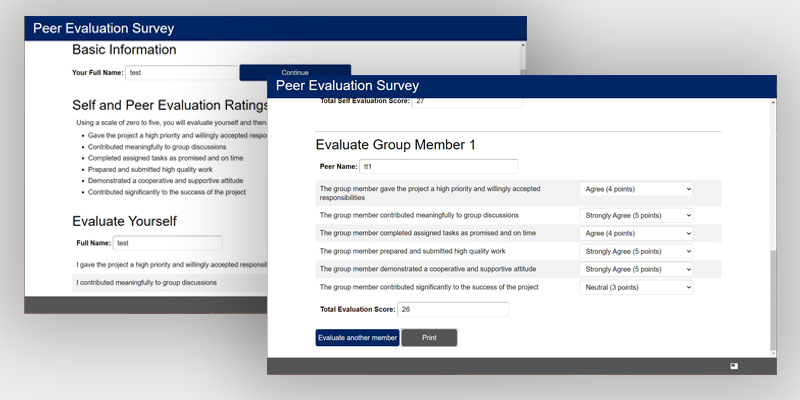 Peer Evaluation Survey
Basic Information
Your Full Name:
test
Continue
Self and Peer Evaluation Ratings
Using a scale of zero to five, you will evaluate yourself and then
Gave the project a high priority and willingly accepted
Contributed meaningfully to group discussions
Completed assigned tasks as promised and on time
Prepared and submitted high quality work
Demonstrated a cooperative and supportive attitude
Contributed significantly to the success of the project
Evaluate Yourself
Full Name:
test
I gave the project a high priority and willingly accepted
I contributed meaningfully to group discussions
Peer Evaluation Survey
Total Self Evaluation Score:
27
Evaluate Group Member 1
Peer Name:
tt1
The group member gave the project a high priority and willingly accepted
responsibilities
Agree (4 points)
The group member contributed meaningfully to group discussions
Strongly Agree (5 points)
The group member completed assigned tasks as promised and on time
Agree (4 points)
The group member prepared and submitted high quality work
Strongly Agree (5 points)
The group member demonstrated a cooperative and supportive attitude
Strongly Agree (5 points)
The group member contributed significantly to the success of the project
Neutral (3 points)
Total Evaluation Score:
26
Evaluate another member
Print